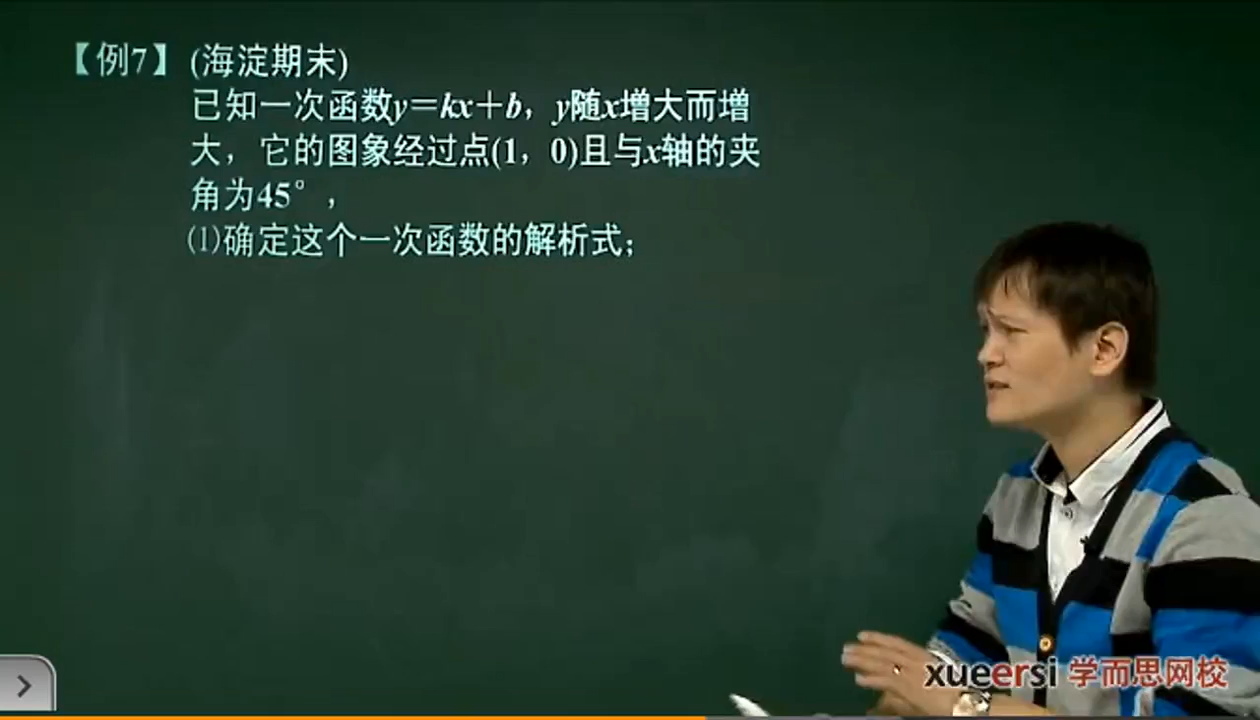 【例7】 (海淀期末)
已知一次函数y＝kx＋b，y随x增大而增
大，它的图象经过点(1，0)且与x轴的夹
角为45°，
⑴确定这个一次函数的解析式；
xueersi 学而思网校